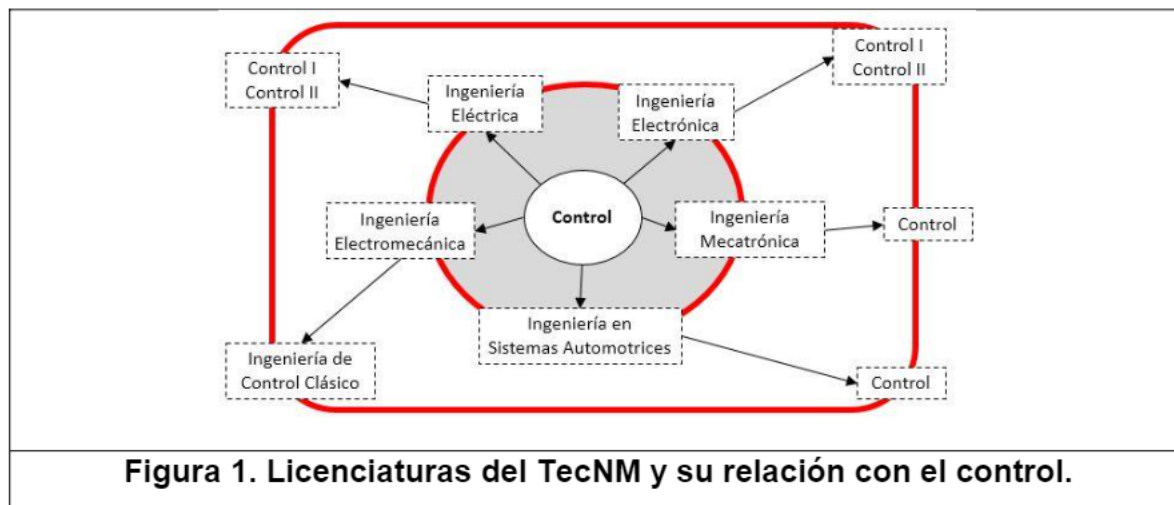 Control I
Control II
Ingeniería
Eléctrica
Ingeniería
Electrónica
Control I
Control II
Ingeniería
Electromecánica
Control
Ingeniería
Mecatrónica
Control
Ingeniería en
Sistemas Automotrices
Ingeniería de
Control Clásico
Control
Figura 1. Licenciaturas del TecNM y su relación con el control.